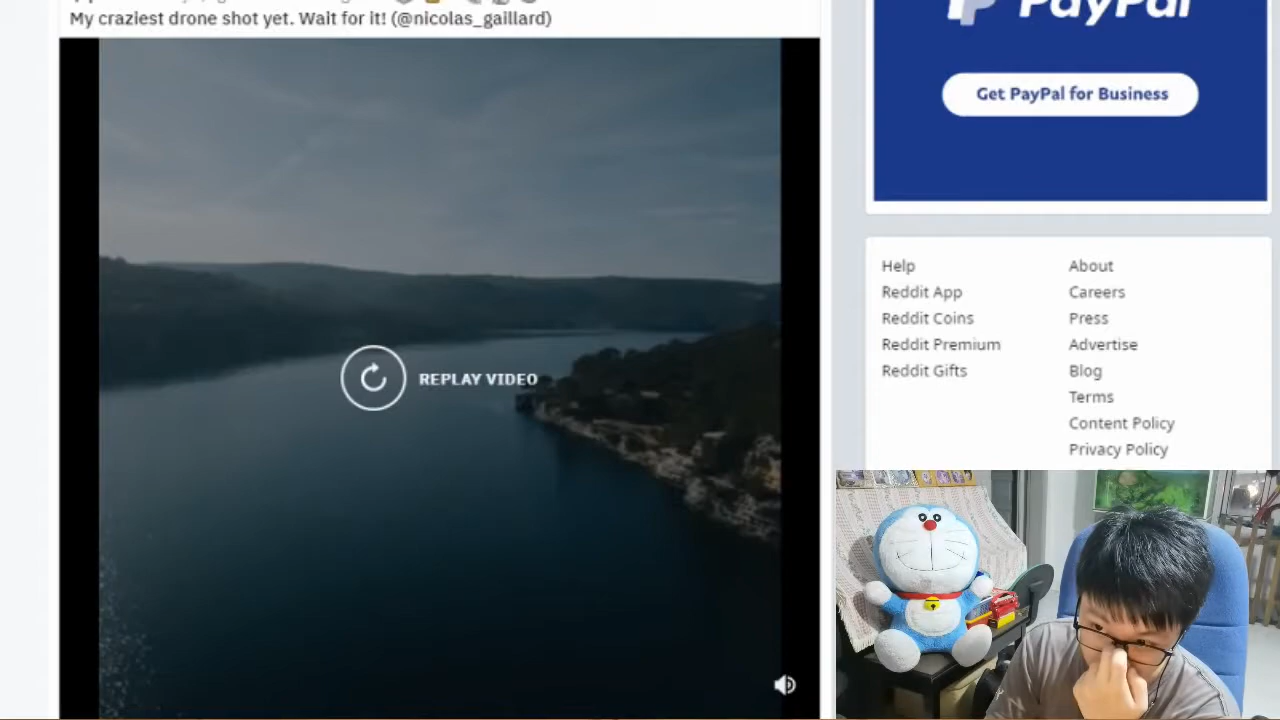 My craziest drone shot yet. Wait for it! (@nicolas_gaillard)
REPLAY VIDEO
PayPal
Get PayPal for Business
Help
Reddit App
Reddit Coins
Reddit Premium
Reddit Gifts
About
Careers
Press
Advertise
Blog
Terms
Content Policy
Privacy Policy